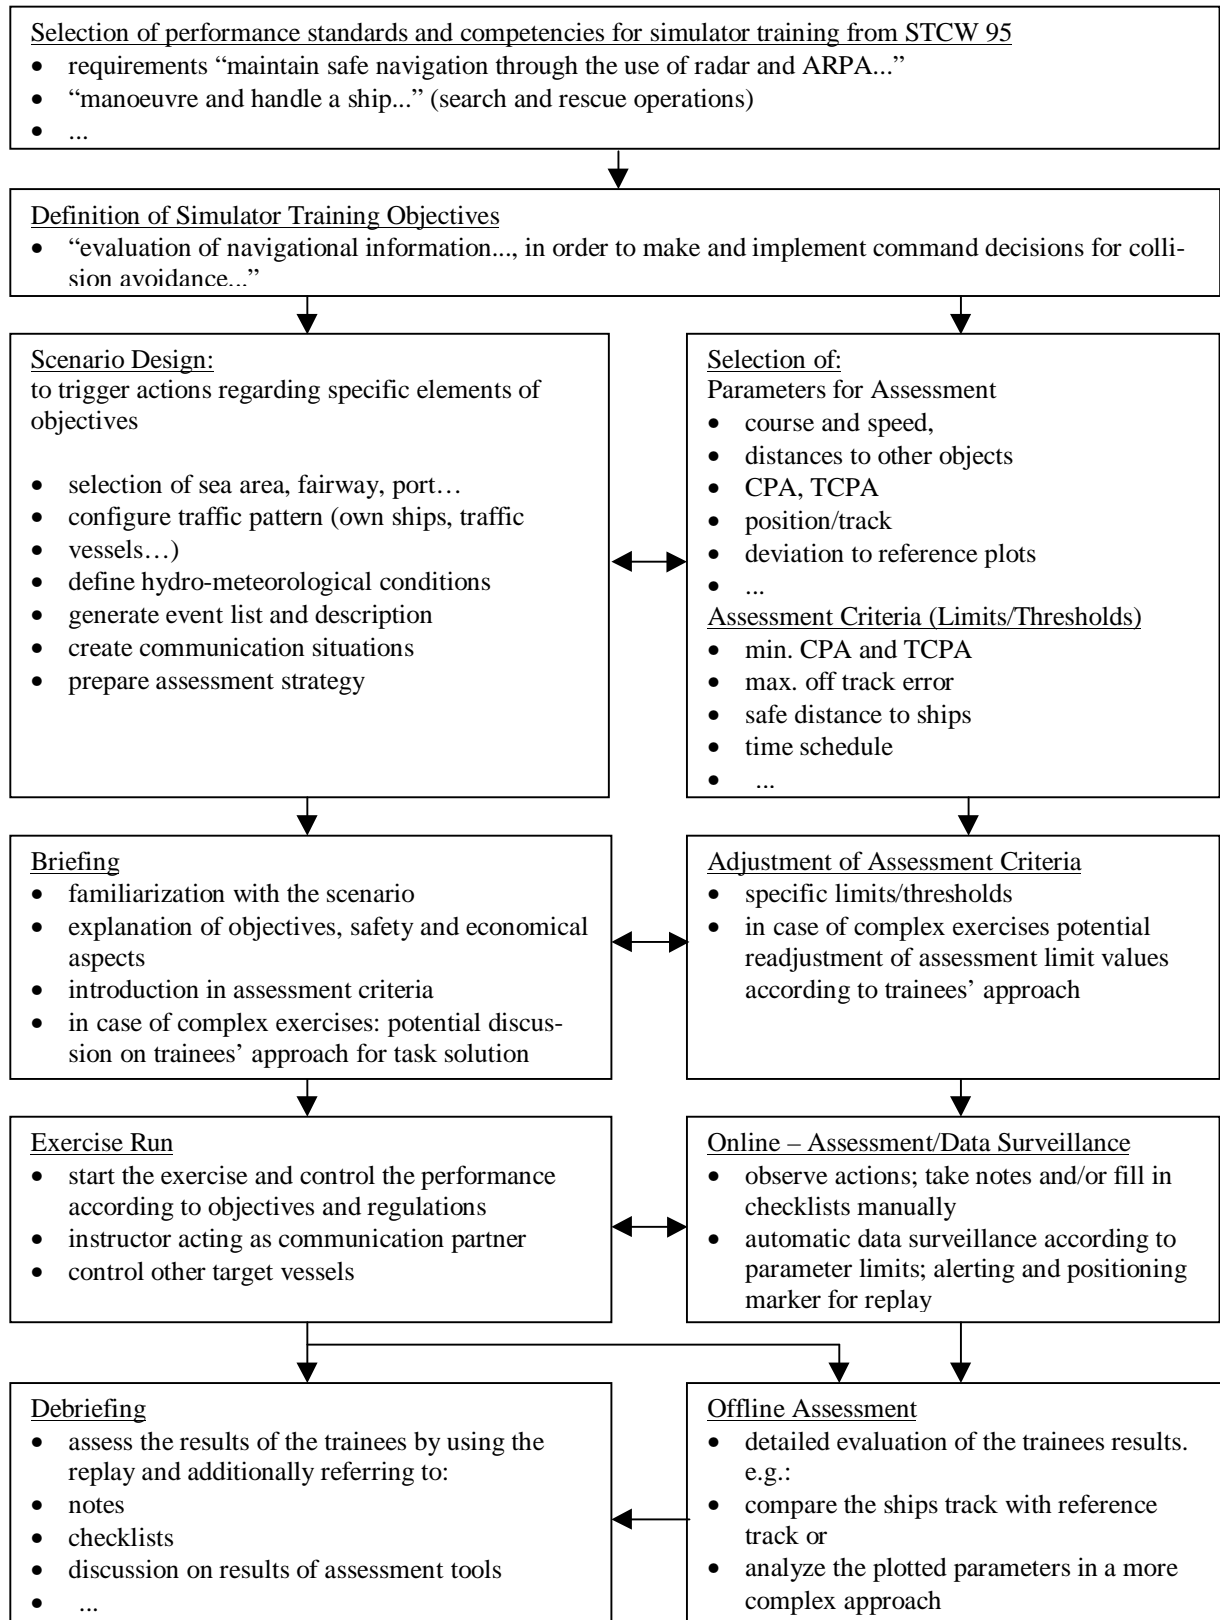 Selection of performance standards and competencies for simulator training from STCW 95
• requirements “maintain safe navigation through the use of radar and ARPA...”
• “manoeuvre and handle a ship...” (search and rescue operations)
• ...
Definition of Simulator Training Objectives
• “evaluation of navigational information..., in order to make and implement command decisions for colli-
sion avoidance...”
Scenario Design:
to trigger actions regarding specific elements of
objectives
• selection of sea area, fairway, port…
• configure traffic pattern (own ships, traffic
• vessels…)
• define hydro-meteorological conditions
• generate event list and description
• create communication situations
• prepare assessment strategy
Selection of:
Parameters for Assessment
• course and speed,
• distances to other objects
• CPA, TCPA
• position/track
• deviation to reference plots
• ...
Assessment Criteria (Limits/Thresholds)
• min. CPA and TCPA
• max. off track error
• safe distance to ships
• time schedule
• ...
Briefing
• familiarization with the scenario
• explanation of objectives, safety and economical
aspects
• introduction in assessment criteria
• in case of complex exercises: potential discus-
sion on trainees’ approach for task solution
Adjustment of Assessment Criteria
• specific limits/thresholds
• in case of complex exercises potential
readjustment of assessment limit values
according to trainees’ approach
Exercise Run
• start the exercise and control the performance
according to objectives and regulations
• instructor acting as communication partner
• control other target vessels
Online – Assessment/Data Surveillance
• observe actions; take notes and/or fill in
checklists manually
• automatic data surveillance according to
parameter limits; alerting and positioning
marker for replay
Debriefing
• assess the results of the trainees by using the
replay and additionally referring to:
• notes
• checklists
• discussion on results of assessment tools
• ...
Offline Assessment
• detailed evaluation of the trainees results.
e.g.:
• compare the ships track with reference
track or
• analyze the plotted parameters in a more
complex approach